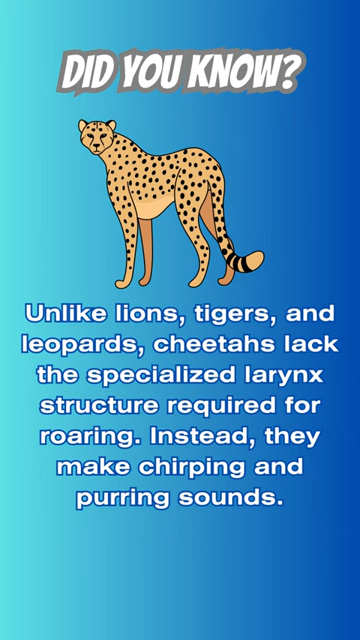 DID YOU KNOW?
Unlike lions, tigers, and
leopards, cheetahs lack
the specialized larynx
structure required for
roaring. Instead, they
make chirping and
purring sounds.